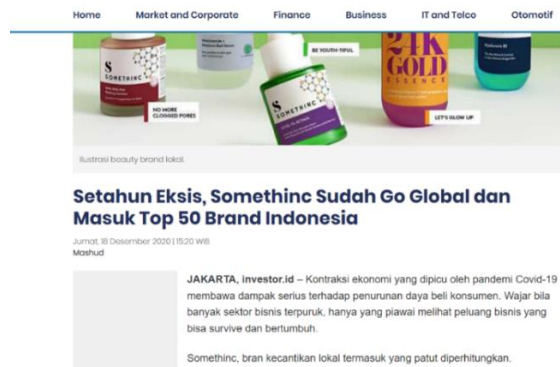 Home Market and Corporate Finance Business IT and Telco Otomotif
S
SOMETHINC
NO MORE
CLOGGED PORES
BE YOUTH-TIFUL
S
SOMETHINC
24K
GOLD
ESSENCE
LET'S GLOW UP
Ilustrasi beauty brand lokal.
Setahun Eksis, Somethinc Sudah Go Global dan
Masuk Top 50 Brand Indonesia
Jumat, 18 Desember 2020 | 15:20 WIB
Mashud
JAKARTA, investor.id – Kontraksi ekonomi yang dipicu oleh pandemi Covid-19
membawa dampak serius terhadap penurunan daya beli konsumen. Wajar bila
banyak sektor bisnis terpuruk, hanya yang piawai melihat peluang bisnis yang
bisa survive dan bertumbuh.
Somethinc, bran kecantikan lokal termasuk yang patut diperhitungkan.